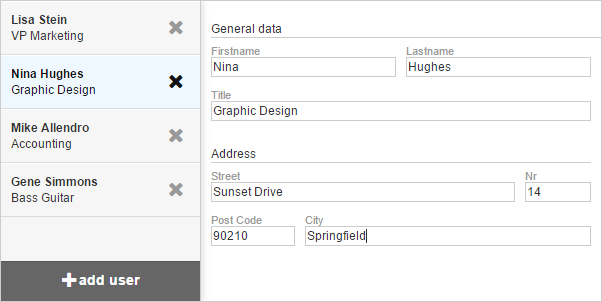 Lisa Stein
VP Marketing
Nina Hughes
Graphic Design
Mike Allendro
Accounting
Gene Simmons
Bass Guitar
add user
General data
Firstname Lastname
Nina Hughes
Title
Graphic Design
Address
Street Nr
Sunset Drive 14
Post Code City
90210 Springfield